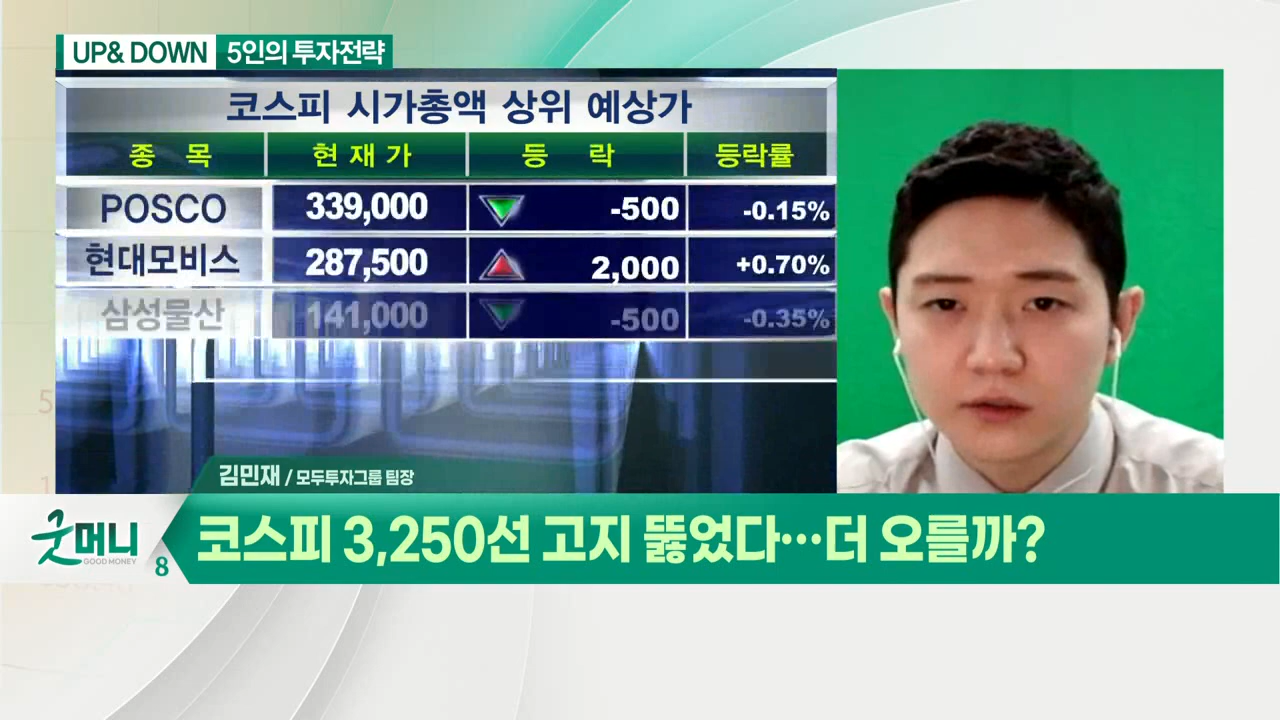 UP& DOWN 5인의 투자전략
코스피 시가총액 상위 예상가
종 목 현 재 가 등 락 등락률
POSCO 339,000 -500 -0.15%
현대모비스 287,500 2,000 +0.70%
삼성물산 141,000 -500 -0.35%
5
1
김민재 / 모두투자그룹 팀장
굿머니
GOOD MONEY 8
코스피 3,250선 고지 뚫었다…더 오를까?